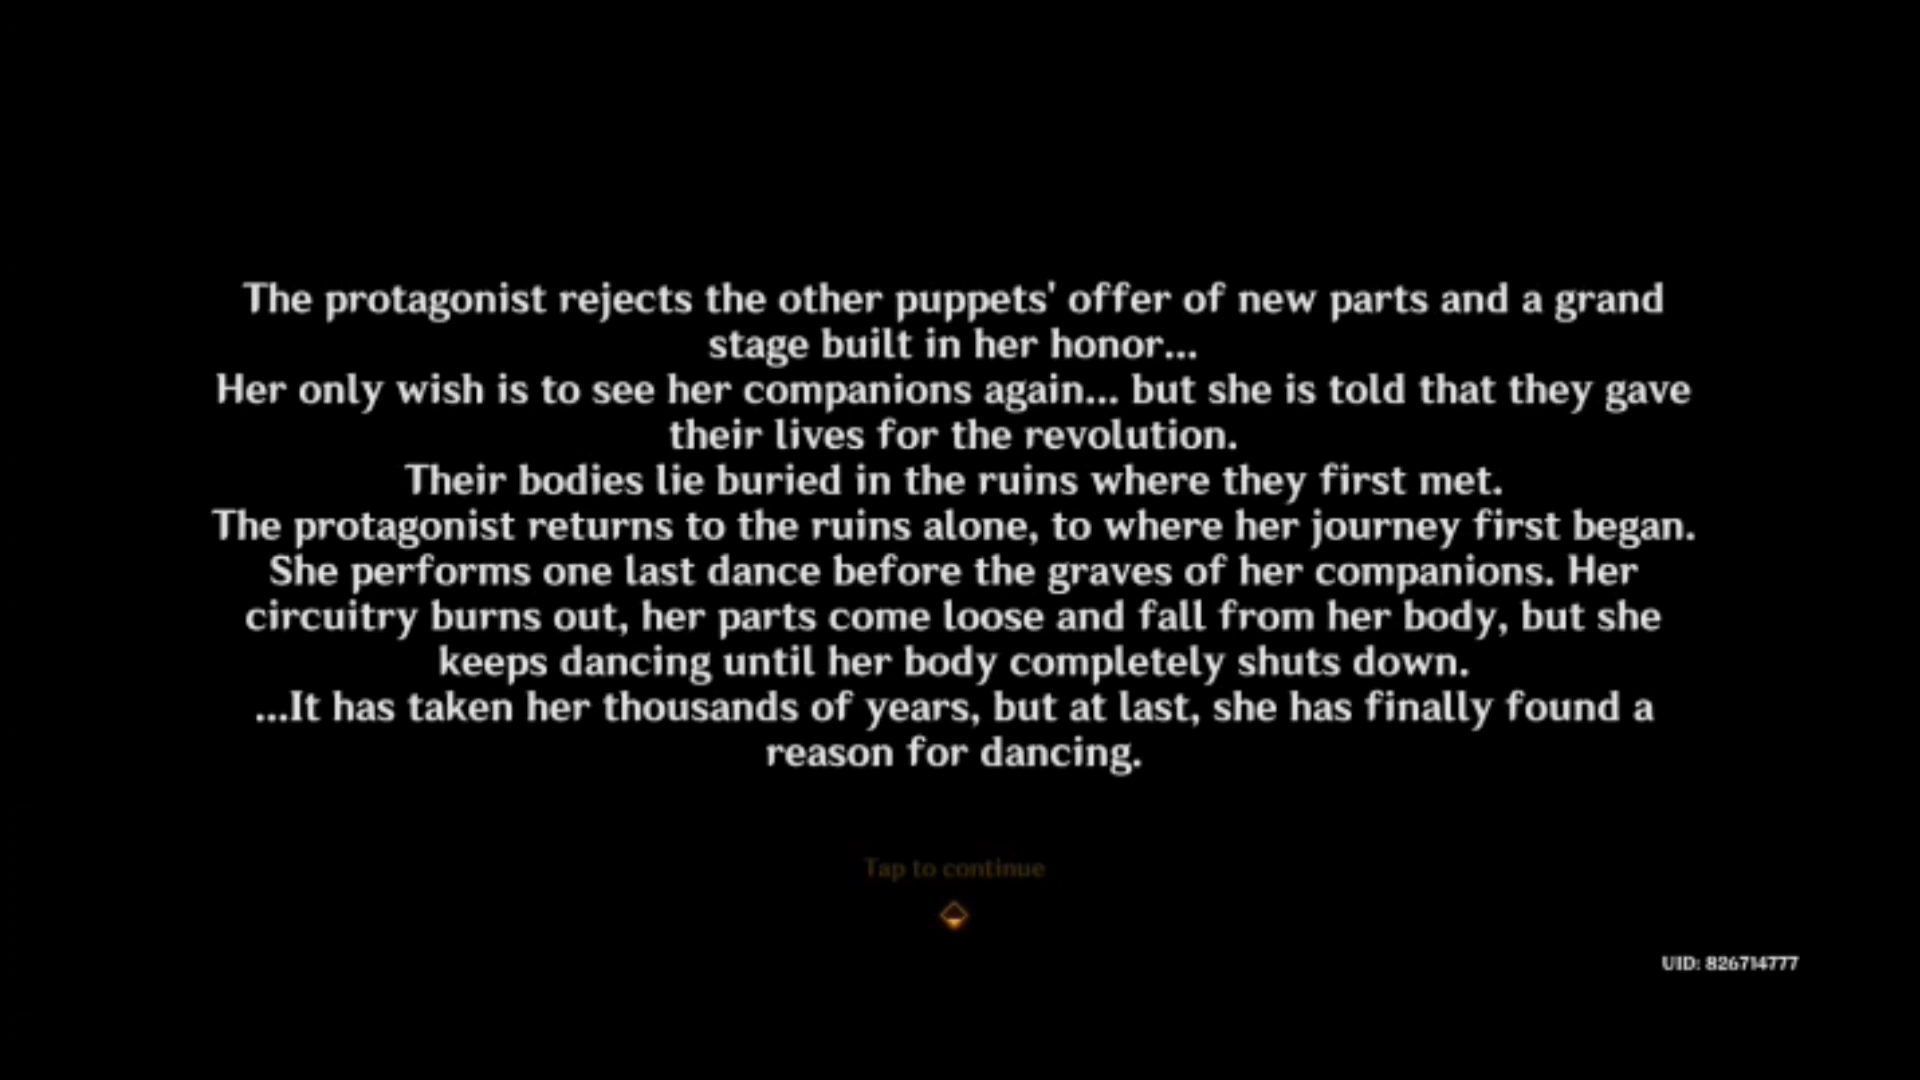 The protagonist rejects the other puppets' offer of new parts and a grand
stage built in her honor...
Her only wish is to see her companions again... but she is told that they gave
their lives for the revolution.
Their bodies lie buried in the ruins where they first met.
The protagonist returns to the ruins alone, to where her journey first began.
She performs one last dance before the graves of her companions. Her
circuitry burns out, her parts come loose and fall from her body, but she
keeps dancing until her body completely shuts down.
...It has taken her thousands of years, but at last, she has finally found a
reason for dancing.
Tap to continue
UID: 826714777